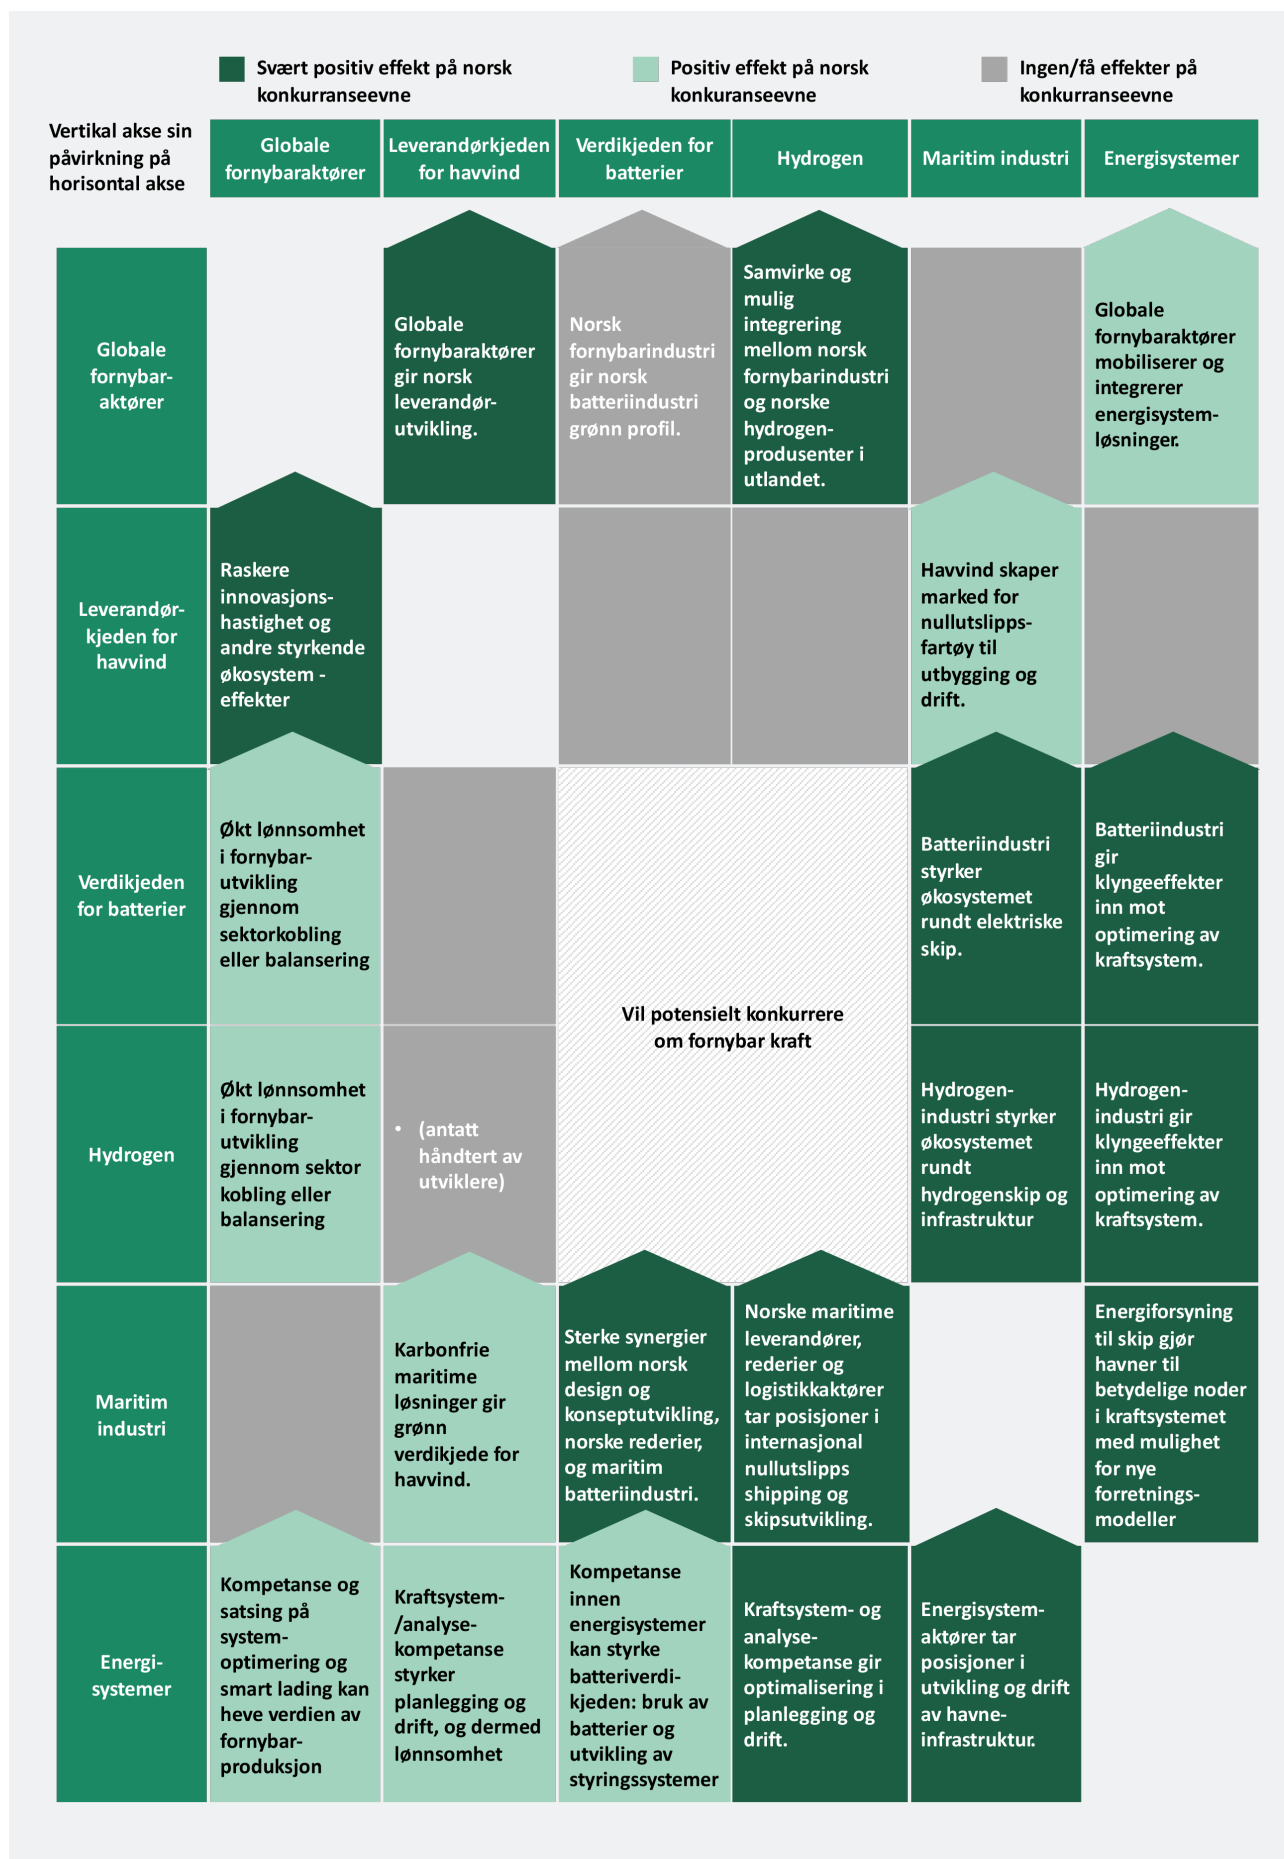 Svært positiv effekt på norsk
konkurranseevne
Positiv effekt på norsk
konkuranseevne
Ingen/få effekter på
konkurranseevne
Vertikal akse sin
påvirkning på
horisontal akse
Globale
fornybaraktører
Leverandørkjeden
for havvind
Verdikjeden for
batterier
Hydrogen
Maritim industri
Energisystemer
Globale
fornybar-
aktører
Globale
fornybaraktører
gir norsk
leverandør-
utvikling.
Norsk
fornybarindustri
gir norsk
batteriindustri
grønn profil.
Samvirke og
mulig
integrering
mellom norsk
fornybarindustri
og norske
hydrogen-
produsenter i
utlandet.
Globale
fornybaraktører
mobiliserer og
integrerer
energisystem-
løsninger.
Leverandør-
kjeden for
havvind
Raskere
innovasjons-
hastighet og
andre styrkende
økosystem -
effekter
Havvind skaper
marked for
nullutslipps-
fartøy til
utbygging og
drift.
Verdikjeden
for batterier
Økt lønnsomhet
i fornybar-
utvikling
gjennom
sektorkobling
eller balansering
Batteriindustri
styrker
økosystemet
rundt elektriske
skip.
Batteriindustri
gir
klyngeeffekter
inn mot
optimering av
kraftsystem.
Vil potensielt konkurrere
om fornybar kraft
Hydrogen
Økt lønnsomhet
i fornybar-
utvikling
gjennom sektor
kobling eller
balansering
• (antatt
håndtert av
utviklere)
Hydrogen-
industri styrker
økosystemet
rundt
hydrogenskip og
infrastruktur
Hydrogen-
industri gir
klyngeeffekter
inn mot
optimering av
kraftsystem.
Maritim
industri
Karbonfrie
maritime
løsninger gir
grønn
verdikjede for
havvind.
Sterke synergier
mellom norsk
design og
konseptutvikling,
norske rederier,
og maritim
batteriindustri.
Norske maritime
leverandører,
rederier og
logistikkaktører
tar posisjoner i
internasjonal
nullutslipps
shipping og
skipsutvikling.
Energiforsyning
til skip gjør
havner til
betydelige noder
i kraftsystemet
med mulighet
for nye
forretnings-
modeller
Energi-
systemer
Kompetanse og
satsing på
system-
optimering og
smart lading kan
heve verdien av
fornybar-
produksjon
Kraftsystem-
/analyse-
kompetanse
styrker
planlegging og
drift, og dermed
lønnsomhet
Kompetanse
innen
energisystemer
kan styrke
batteriverdi-
kjeden: bruk av
batterier og
utvikling av
styringssystemer
Kraftsystem- og
analyse-
kompetanse gir
optimalisering i
planlegging og
drift.
Energisystem-
aktører tar
posisjoner i
utvikling og drift
av havne-
infrastruktur.